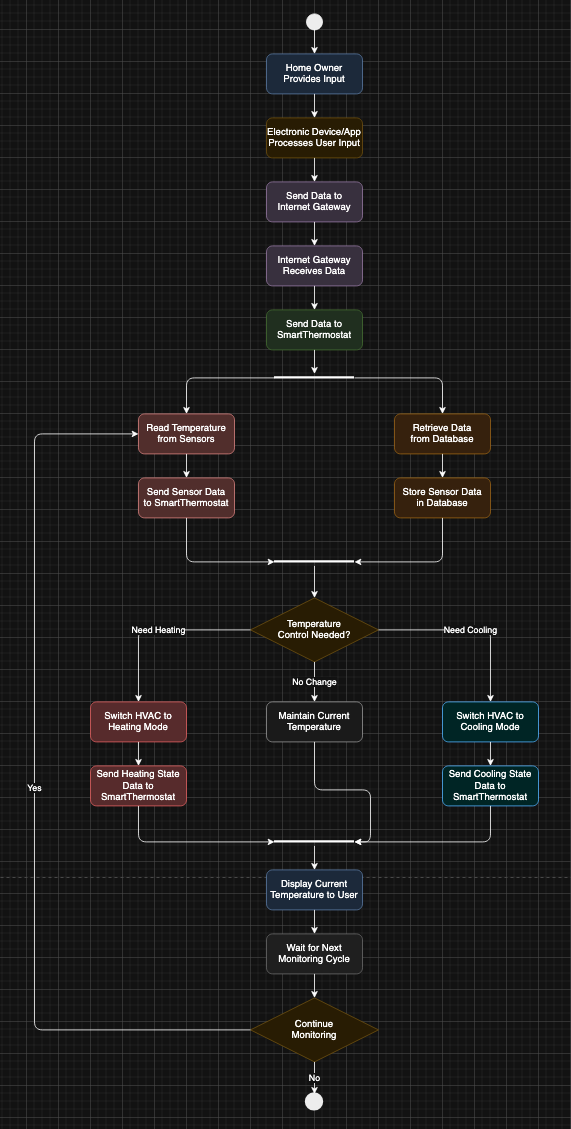 Home Owner
Provides Input
Electronic Device/App
Processes User Input
Send Data to
Internet Gateway
Internet Gateway
Receives Data
Send Data to
SmartThermostat
Read Temperature
from Sensors
Retrieve Data
from Database
Send Sensor Data
to SmartThermostat
Store Sensor Data
in Database
Temperature
Control Needed?
Need Heating
Need Cooling
No Change
Switch HVAC to
Heating Mode
Maintain Current
Temperature
Switch HVAC to
Cooling Mode
Send Heating State
Data to
SmartThermostat
Send Cooling State
Data to
SmartThermostat
Yes
Display Current
Temperature to User
Wait for Next
Monitoring Cycle
Continue
Monitoring
No